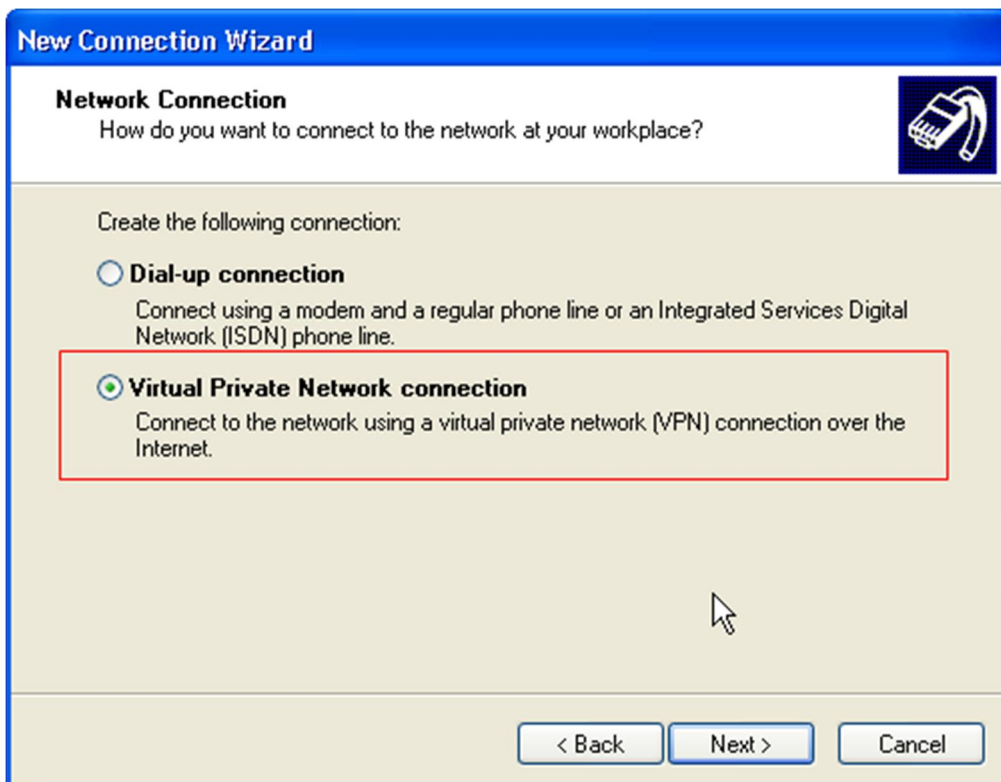 New Connection Wizard
Network Connection
How do you want to connect to the network at your workplace?
Create the following connection:
Dial-up connection
Connect using a modem and a regular phone line or an Integrated Services Digital
Network (ISDN) phone line.
Virtual Private Network connection
Connect to the network using a virtual private network (VPN) connection over the
Internet.
< Back Next > Cancel